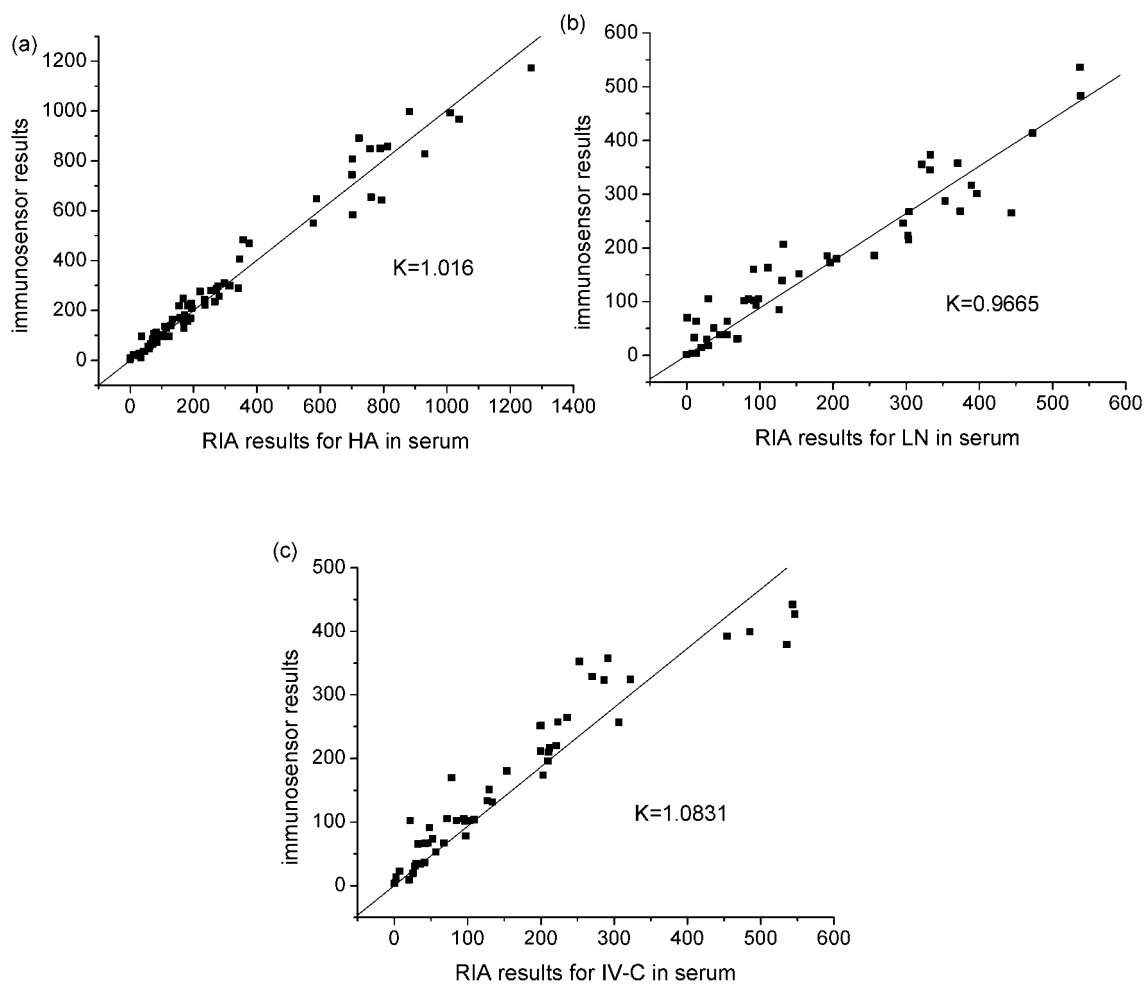 (a)
immunosensor results
1200
1000
800
600
400
200
0
K=1.016
0 200 400 600 800 1000 1200 1400
RIA results for HA in serum
(b)
immunosensor results
600
500
400
300
200
100
0
K=0.9665
0 100 200 300 400 500 600
RIA results for LN in serum
(c)
immunosensor results
500
400
300
200
100
0
K=1.0831
0 100 200 300 400 500 600
RIA results for IV-C in serum